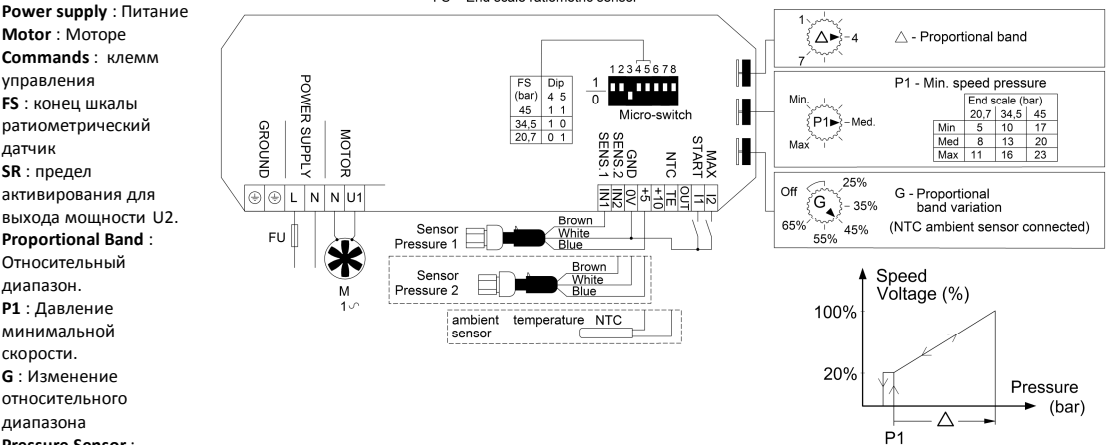 Power supply : Питание
Motor : Моторе
Commands : клемм
управления
FS : конец шкалы
ратиометрический
датчик
SR : предел
активирования для
выхода мощности U2.
Proportional Band :
Относительный
диапазон.
P1 : Давление
минимальной
скорости.
G : Изменение
относительного
диапазона
GROUND
POWER SUPPLY
MOTOR
L N N U1
FU
M
1∿
FS Dip
(bar) 4 5
45 1 1
34,5 1 0
20,7 0 1
1 2 3 4 5 6 7 8
1
0
Micro-switch
SENS.1
SENS.2
GND
NTC
START
MAX
IN1
IN2
0V
+5
+10
TE
OUT
I1
I2
Sensor
Pressure 1
Brown
White
Blue
Sensor
Pressure 2
Brown
White
Blue
ambient temperature NTC
sensor
1
4
7
△
△ - Proportional band
P1 - Min. speed pressure
Min.
Med.
Max
P1
End scale (bar)
20,7 34,5 45
Min 5 10 17
Med 8 13 20
Max 11 16 23
Off
25%
35%
45%
55%
65%
G
G - Proportional
band variation
(NTC ambient sensor connected)
Speed
Voltage (%)
100%
20%
Pressure
(bar)
△
P1